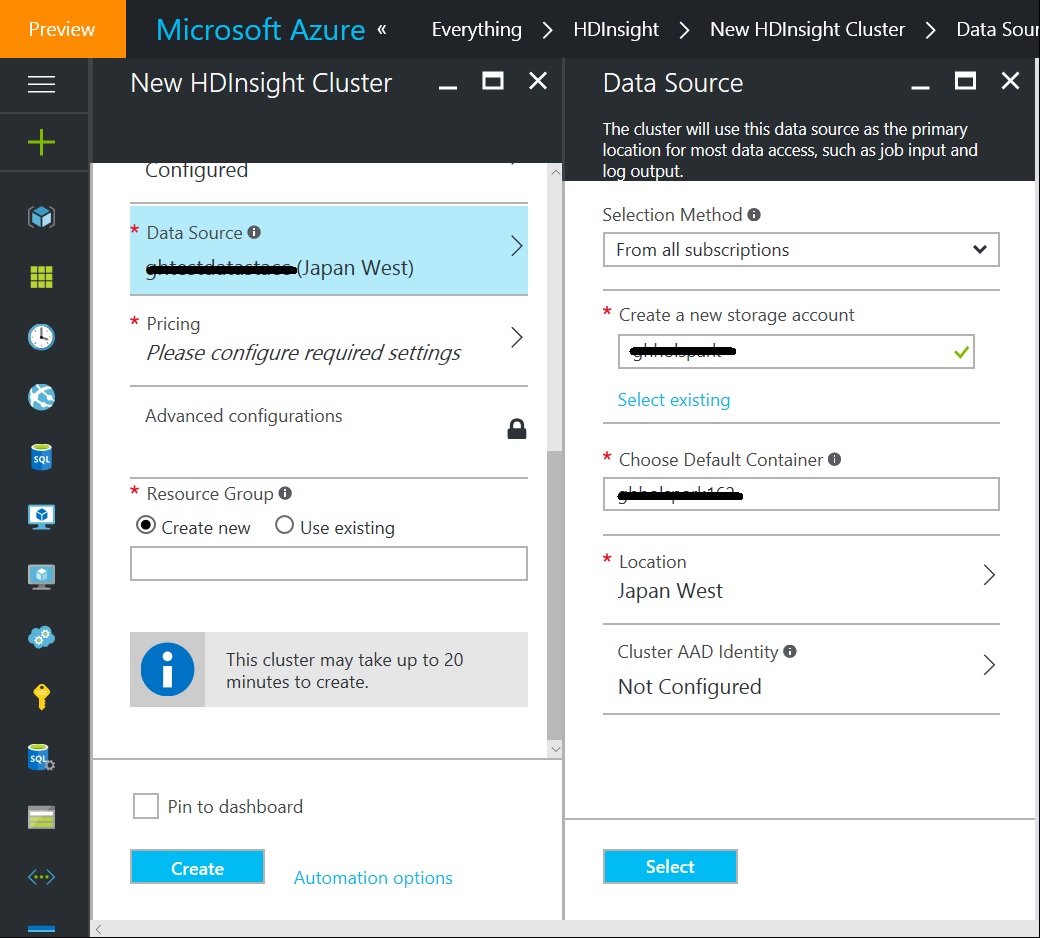 Preview
Microsoft Azure «
Everything > HDInsight > New HDInsight Cluster > Data Sour
New HDInsight Cluster
Configured
* Data Source
(Japan West)
* Pricing
Please configure required settings
Advanced configurations
* Resource Group
Create new
Use existing
This cluster may take up to 20
minutes to create.
Pin to dashboard
Create
Automation options
Data Source
The cluster will use this data source as the primary
location for most data access, such as job input and
log output.
Selection Method
From all subscriptions
* Create a new storage account
Select existing
* Choose Default Container
* Location
Japan West
Cluster AAD Identity
Not Configured
Select
SQL
SQL